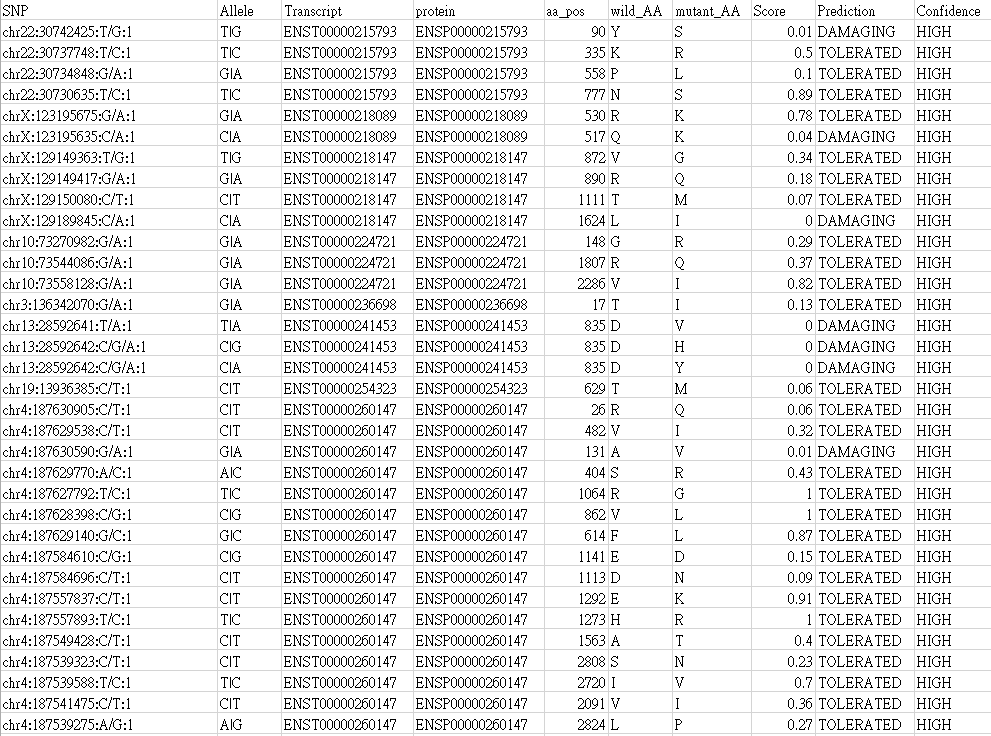 SNP Allele Transcript protein aa_pos wild_AA mutant_AA Score Prediction Confidence
chr22:30742425:T/G:1 T|G ENST00000215793 ENSP00000215793 90 Y S 0.01 DAMAGING HIGH
chr22:30737748:T/C:1 T|C ENST00000215793 ENSP00000215793 335 K R 0.5 TOLERATED HIGH
chr22:30734848:G/A:1 G|A ENST00000215793 ENSP00000215793 558 P L 0.1 TOLERATED HIGH
chr22:30730635:T/C:1 T|C ENST00000215793 ENSP00000215793 777 N S 0.89 TOLERATED HIGH
chrX:123195675:G/A:1 G|A ENST00000218089 ENSP00000218089 530 R K 0.78 TOLERATED HIGH
chrX:123195635:C/A:1 C|A ENST00000218089 ENSP00000218089 517 Q K 0.04 DAMAGING HIGH
chrX:129149363:T/G:1 T|G ENST00000218147 ENSP00000218147 872 V G 0.34 TOLERATED HIGH
chrX:129149417:G/A:1 G|A ENST00000218147 ENSP00000218147 890 R Q 0.18 TOLERATED HIGH
chrX:129150080:C/T:1 C|T ENST00000218147 ENSP00000218147 1111 T M 0.07 TOLERATED HIGH
chrX:129189845:C/A:1 C|A ENST00000218147 ENSP00000218147 1624 L I 0 DAMAGING HIGH
chr10:73270982:G/A:1 G|A ENST00000224721 ENSP00000224721 148 G R 0.29 TOLERATED HIGH
chr10:73544086:G/A:1 G|A ENST00000224721 ENSP00000224721 1807 R Q 0.37 TOLERATED HIGH
chr10:73558128:G/A:1 G|A ENST00000224721 ENSP00000224721 2286 V I 0.82 TOLERATED HIGH
chr3:136342070:G/A:1 G|A ENST00000236698 ENSP00000236698 17 T I 0.13 TOLERATED HIGH
chr13:28592641:T/A:1 T|A ENST00000241453 ENSP00000241453 835 D V 0 DAMAGING HIGH
chr13:28592642:C/G/A:1 C|G ENST00000241453 ENSP00000241453 835 D H 0 DAMAGING HIGH
chr13:28592642:C/G/A:1 C|A ENST00000241453 ENSP00000241453 835 D Y 0 DAMAGING HIGH
chr19:13936385:C/T:1 C|T ENST00000254323 ENSP00000254323 629 T M 0.06 TOLERATED HIGH
chr4:187630905:C/T:1 C|T ENST00000260147 ENSP00000260147 26 R Q 0.06 TOLERATED HIGH
chr4:187629538:C/T:1 C|T ENST00000260147 ENSP00000260147 482 V I 0.32 TOLERATED HIGH
chr4:187630590:G/A:1 G|A ENST00000260147 ENSP00000260147 131 A V 0.01 DAMAGING HIGH
chr4:187629770:A/C:1 A|C ENST00000260147 ENSP00000260147 404 S R 0.43 TOLERATED HIGH
chr4:187627792:T/C:1 T|C ENST00000260147 ENSP00000260147 1064 R G 1 TOLERATED HIGH
chr4:187628398:C/G:1 C|G ENST00000260147 ENSP00000260147 862 V L 1 TOLERATED HIGH
chr4:187629140:G/C:1 G|C ENST00000260147 ENSP00000260147 614 F L 0.87 TOLERATED HIGH
chr4:187584610:C/G:1 C|G ENST00000260147 ENSP00000260147 1141 E D 0.15 TOLERATED HIGH
chr4:187584696:C/T:1 C|T ENST00000260147 ENSP00000260147 1113 D N 0.09 TOLERATED HIGH
chr4:187557837:C/T:1 C|T ENST00000260147 ENSP00000260147 1292 E K 0.91 TOLERATED HIGH
chr4:187557893:T/C:1 T|C ENST00000260147 ENSP00000260147 1273 H R 1 TOLERATED HIGH
chr4:187549428:C/T:1 C|T ENST00000260147 ENSP00000260147 1563 A T 0.4 TOLERATED HIGH
chr4:187539323:C/T:1 C|T ENST00000260147 ENSP00000260147 2808 S N 0.23 TOLERATED HIGH
chr4:187539588:T/C:1 T|C ENST00000260147 ENSP00000260147 2720 I V 0.7 TOLERATED HIGH
chr4:187541475:C/T:1 C|T ENST00000260147 ENSP00000260147 2091 V I 0.36 TOLERATED HIGH
chr4:187539275:A/G:1 A|G ENST00000260147 ENSP00000260147 2824 L P 0.27 TOLERATED HIGH